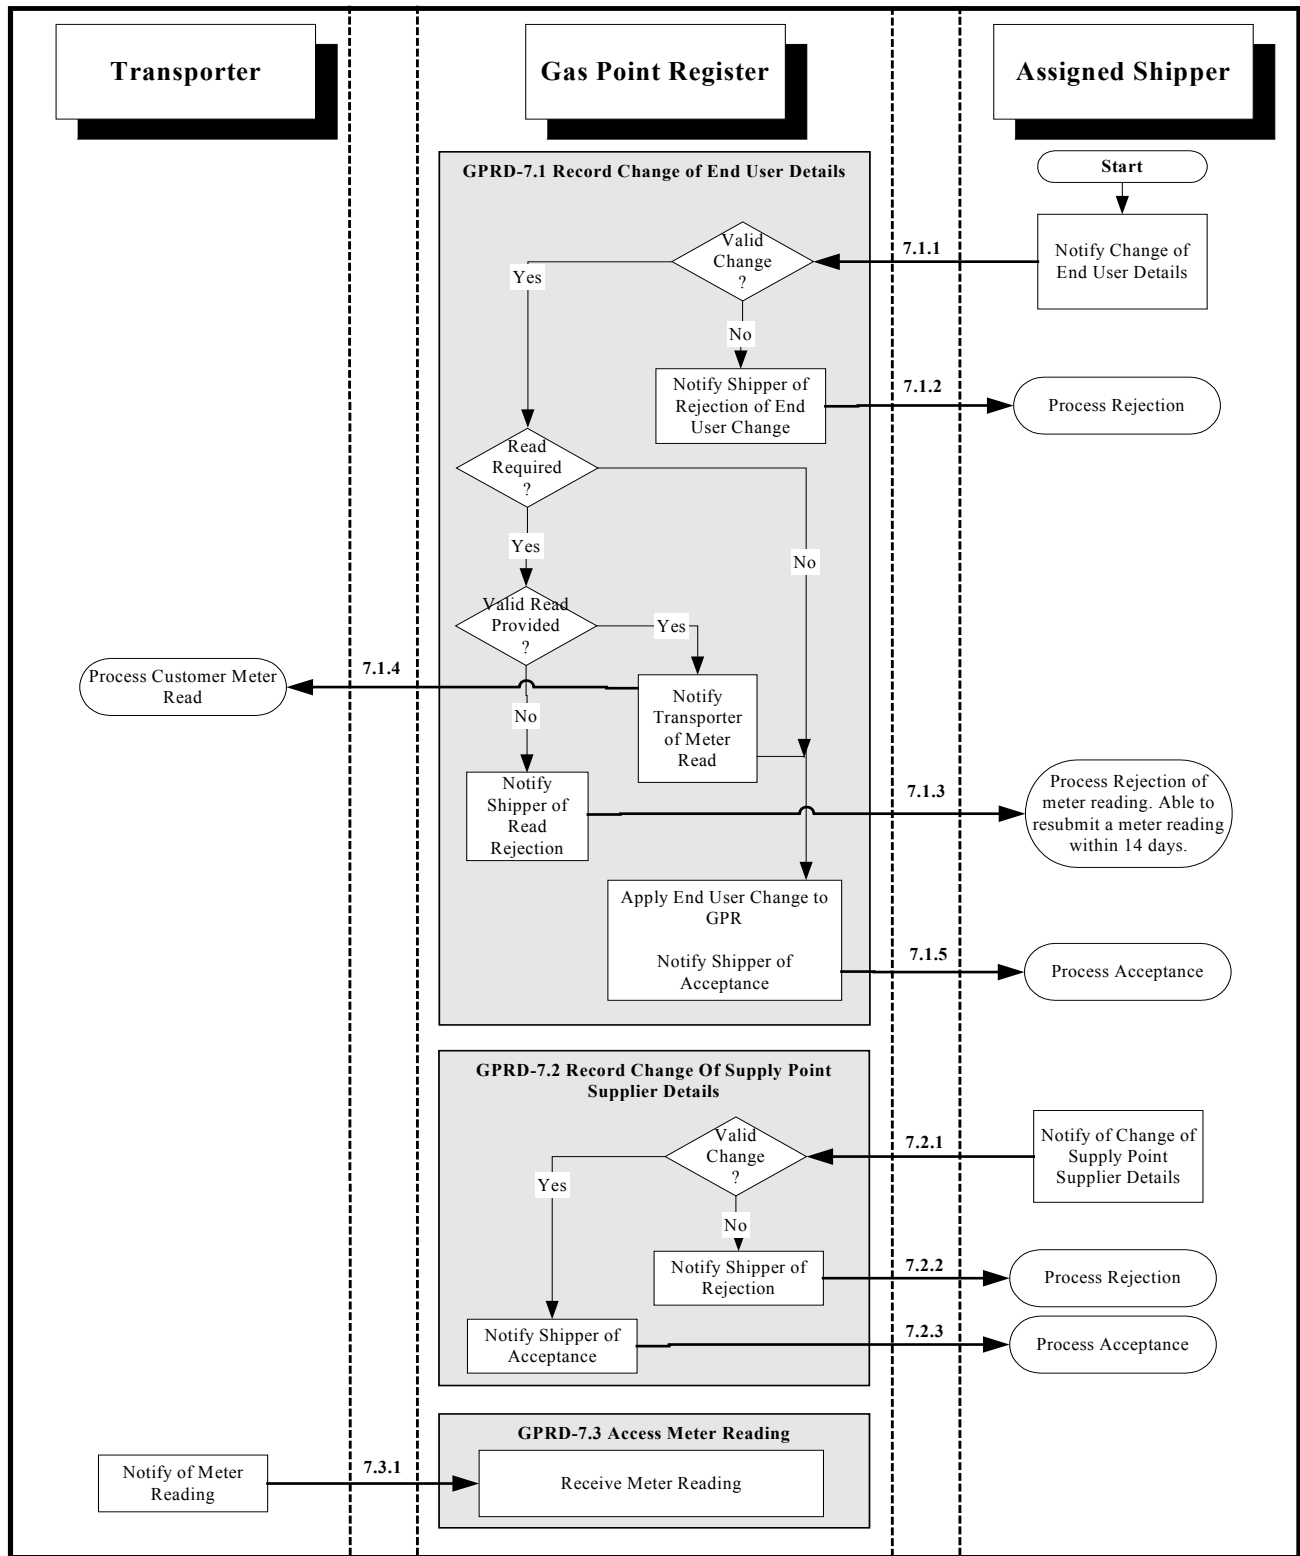 Transporter
Gas Point Register
Assigned Shipper
GPRD-7.1 Record Change of End User Details
Start
Valid
Change
?
7.1.1
Notify Change of
End User Details
Yes
No
Notify Shipper of
Rejection of End
User Change
7.1.2
Process Rejection
Read
Required
?
Yes
No
Valid Read
Provided
?
Yes
Process Customer Meter
Read
7.1.4
No
Notify
Transporter
of Meter
Read
Notify
Shipper of
Read
Rejection
7.1.3
Process Rejection of
meter reading. Able to
resubmit a meter reading
within 14 days.
Apply End User Change to
GPR
Notify Shipper of
Acceptance
7.1.5
Process Acceptance
GPRD-7.2 Record Change Of Supply Point
Supplier Details
Valid
Change
?
7.2.1
Notify of Change of
Supply Point
Supplier Details
Yes
No
Notify Shipper of
Rejection
7.2.2
Process Rejection
Notify Shipper of
Acceptance
7.2.3
Process Acceptance
GPRD-7.3 Access Meter Reading
Notify of Meter
Reading
7.3.1
Receive Meter Reading